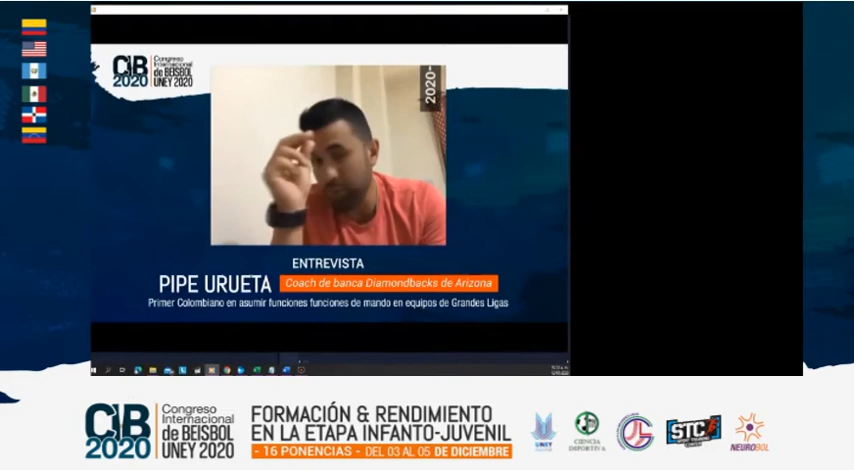 CIB
2020
Congreso
Internacional
de BEISBOL
UNEY 2020
2020-
ENTREVISTA
PIPE URUETA
Coach de banca Diamondbacks de Arizona
Primer Colombiano en asumir funciones funciones de mando en equipos de Grandes Ligas
CIB
2020
Congreso
Internacional
de BEISBOL
UNEY 2020
FORMACIÓN & RENDIMIENTO
EN LA ETAPA INFANTO-JUVENIL
- 16 PONENCIAS - DEL 03 AL 05 DE DICIEMBRE
UNEY
CIENCIA
DEPORTIVA
STC
NEUROBOL